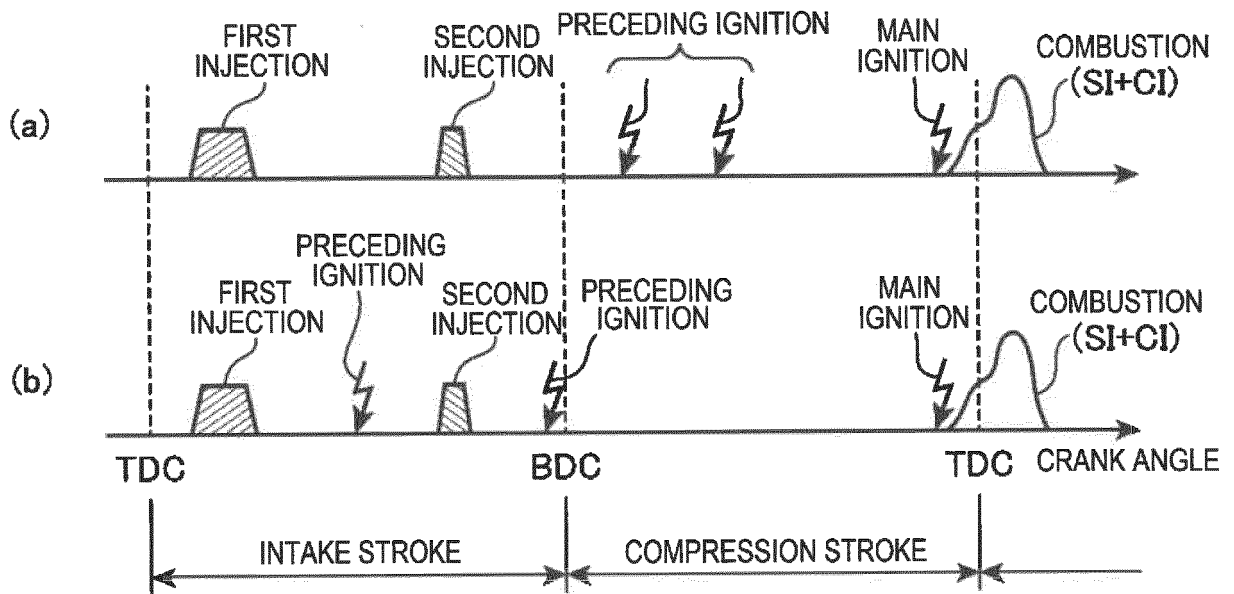 FIRST
INJECTION
SECOND
INJECTION
PRECEDING IGNITION
MAIN
IGNITION
COMBUSTION
(SI+CI)
(a)
PRECEDING
IGNITION
FIRST
INJECTION
SECOND
INJECTION
PRECEDING
IGNITION
MAIN
IGNITION
COMBUSTION
(SI+CI)
(b)
TDC
BDC
TDC
CRANK ANGLE
INTAKE STROKE
COMPRESSION STROKE